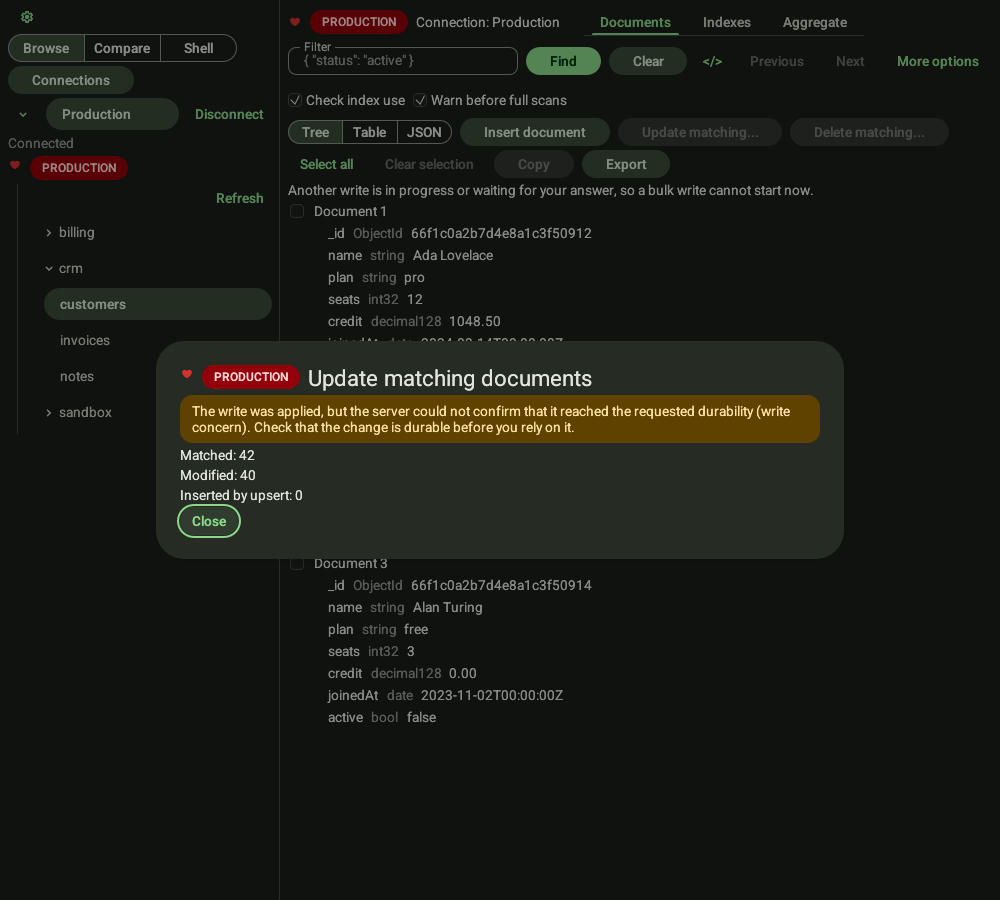 Browse
Compare
Shell
Connections
Production
Disconnect
Connected
PRODUCTION
Refresh
billing
crm
customers
invoices
notes
sandbox
PRODUCTION
Connection: Production
Documents
Indexes
Aggregate
Filter
{ "status": "active" }
Find
Clear
</>
Previous
Next
More options
Check index use
Warn before full scans
Tree
Table
JSON
Insert document
Update matching...
Delete matching...
Select all
Clear selection
Copy
Export
Another write is in progress or waiting for your answer, so a bulk write cannot start now.
Document 1
_id ObjectId 66f1c0a2b7d4e8a1c3f50912
name string Ada Lovelace
plan string pro
seats int32 12
credit decimal128 1048.50
PRODUCTION
Update matching documents
The write was applied, but the server could not confirm that it reached the requested durability (write
concern). Check that the change is durable before you rely on it.
Matched: 42
Modified: 40
Inserted by upsert: 0
Close
Document 3
_id ObjectId 66f1c0a2b7d4e8a1c3f50914
name string Alan Turing
plan string free
seats int32 3
credit decimal128 0.00
joinedAt date 2023-11-02T00:00:00Z
active bool false